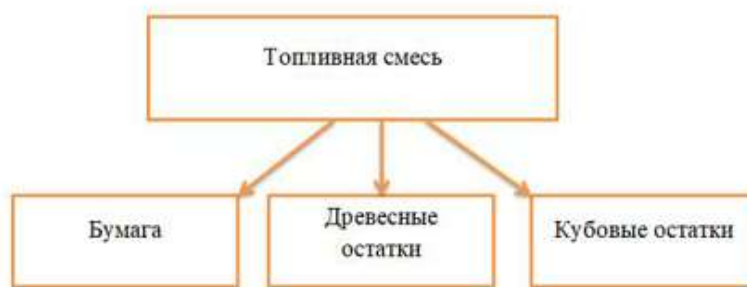 Топливная смесь
Бумага
Древесные
остатки
Кубовые остатки